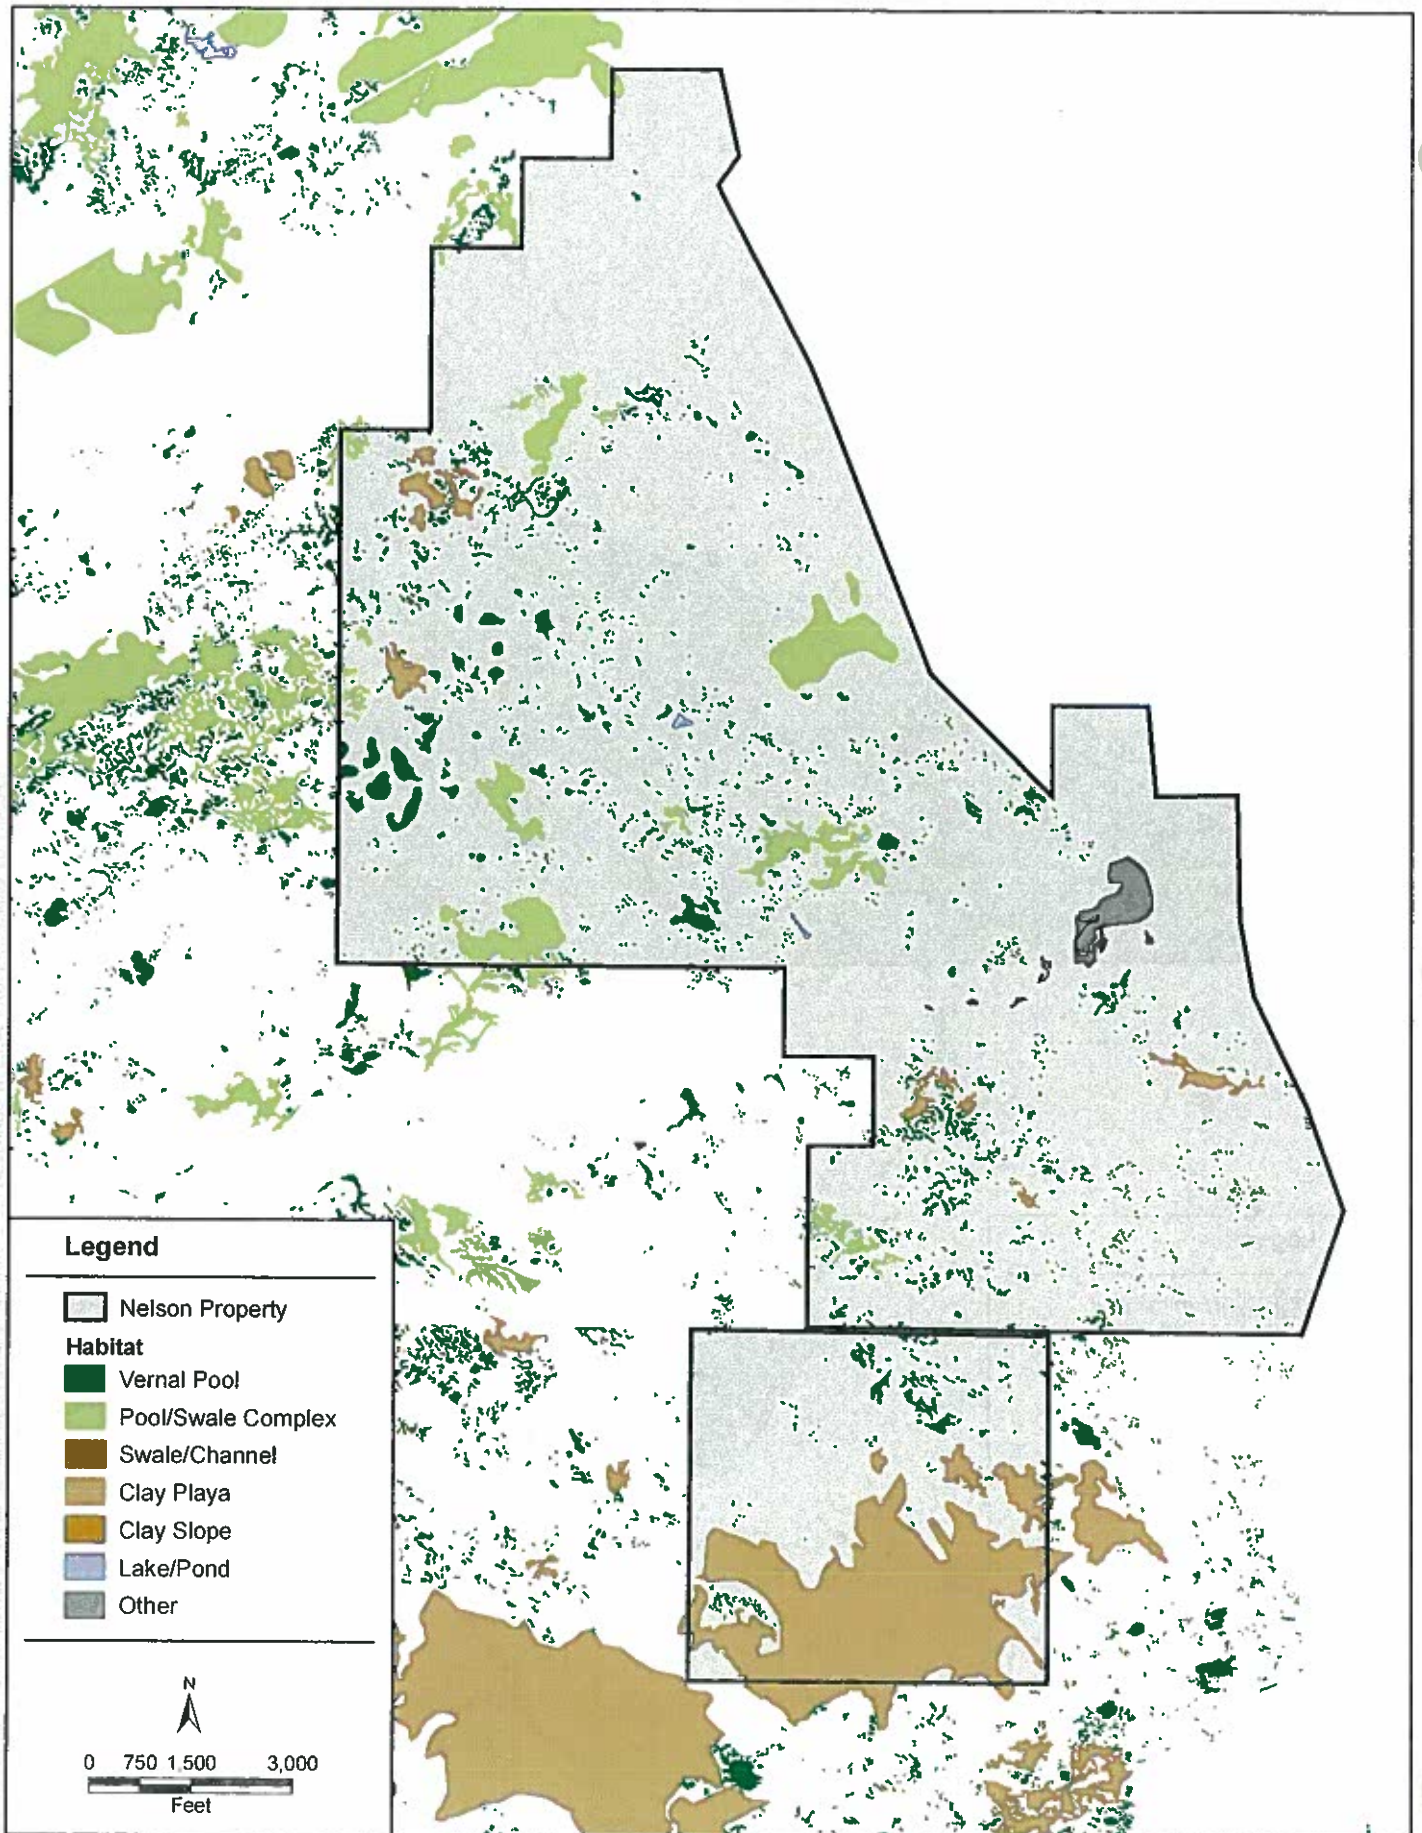 Legend
Nelson Property
Habitat
Vernal Pool
Pool/Swale Complex
Swale/Channel
Clay Playa
Clay Slope
Lake/Pond
Other
N
0 750 1,500 3,000
Feet